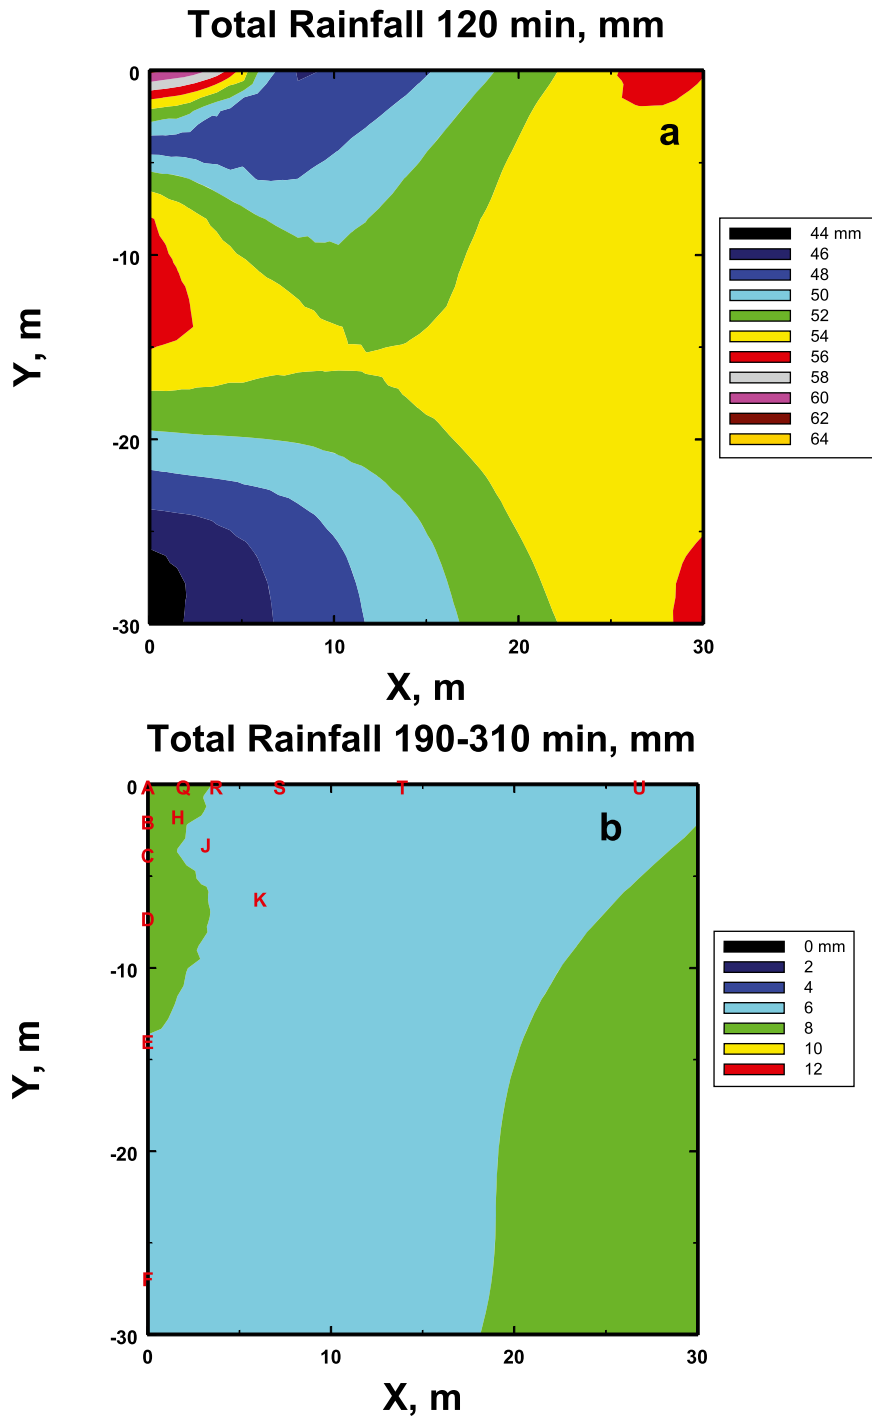 Total Rainfall 120 min, mm
0
a
-10
-20
-30
Y, m
0 10 20 30
X, m
44 mm
46
48
50
52
54
56
58
60
62
64
Total Rainfall 190-310 min, mm
0
A Q R S T U
B H b
C J
D K
-10
E
-20
F
-30
Y, m
0 10 20 30
X, m
0 mm
2
4
6
8
10
12